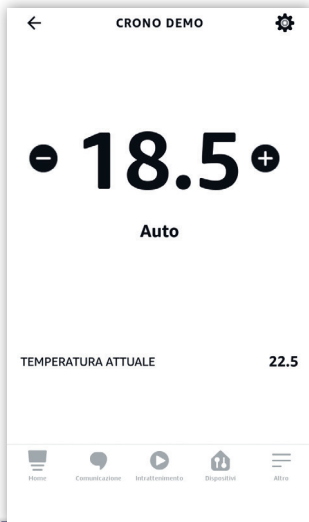 CRONO DEMO
18.5
Auto
TEMPERATURA ATTUALE 22.5
Home Comunicazione Intrattenimento Dispositivi Altro